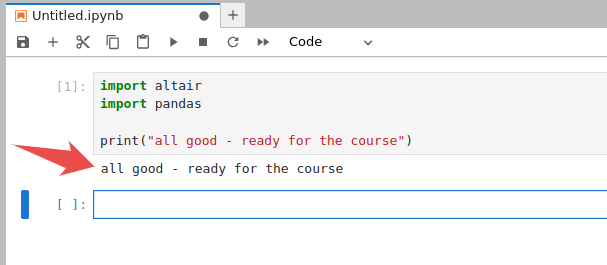 Untitled.ipynb
Code
[1]:
import altair
import pandas
print("all good - ready for the course")
all good - ready for the course
[ ]: